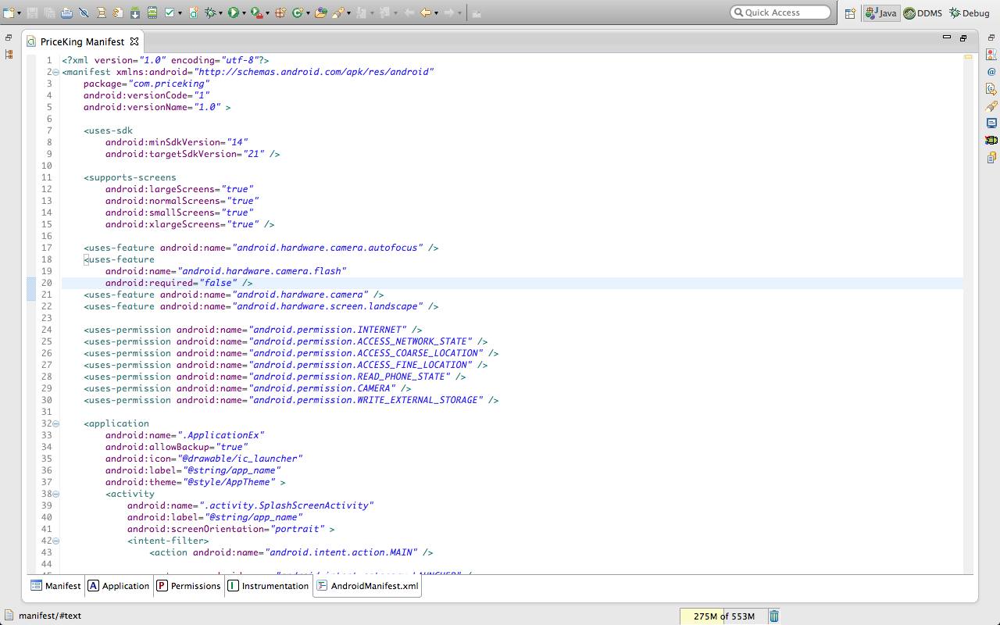 Quick Access
Java
DDMS
Debug
PriceKing Manifest
1 <?xml version="1.0" encoding="utf-8"?>
2 <manifest xmlns:android="http://schemas.android.com/apk/res/android"
3 package="com.priceking"
4 android:versionCode="1"
5 android:versionName="1.0" >
6
7 <uses-sdk
8 android:minSdkVersion="14"
9 android:targetSdkVersion="21" />
10
11 <supports-screens
12 android:largeScreens="true"
13 android:normalScreens="true"
14 android:smallScreens="true"
15 android:xlargeScreens="true" />
16
17 <uses-feature android:name="android.hardware.camera.autofocus" />
18 <uses-feature
19 android:name="android.hardware.camera.flash"
20 android:required="false" />
21 <uses-feature android:name="android.hardware.camera" />
22 <uses-feature android:name="android.hardware.screen.landscape" />
23
24 <uses-permission android:name="android.permission.INTERNET" />
25 <uses-permission android:name="android.permission.ACCESS_NETWORK_STATE" />
26 <uses-permission android:name="android.permission.ACCESS_COARSE_LOCATION" />
27 <uses-permission android:name="android.permission.ACCESS_FINE_LOCATION" />
28 <uses-permission android:name="android.permission.READ_PHONE_STATE" />
29 <uses-permission android:name="android.permission.CAMERA" />
30 <uses-permission android:name="android.permission.WRITE_EXTERNAL_STORAGE" />
31
32 <application
33 android:name=".ApplicationEx"
34 android:allowBackup="true"
35 android:icon="@drawable/ic_launcher"
36 android:label="@string/app_name"
37 android:theme="@style/AppTheme" >
38 <activity
39 android:name=".activity.SplashScreenActivity"
40 android:label="@string/app_name"
41 android:screenOrientation="portrait" >
42 <intent-filter>
43 <action android:name="android.intent.action.MAIN" />
44
Manifest
A Application
P Permissions
I Instrumentation
AndroidManifest.xml
manifest/#text
275M of 553M